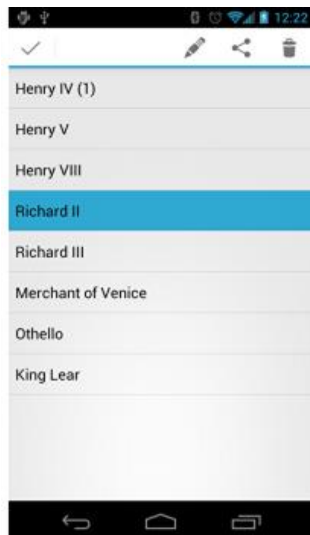 12:22
Henry IV (1)
Henry V
Henry VIII
Richard II
Richard III
Merchant of Venice
Othello
King Lear